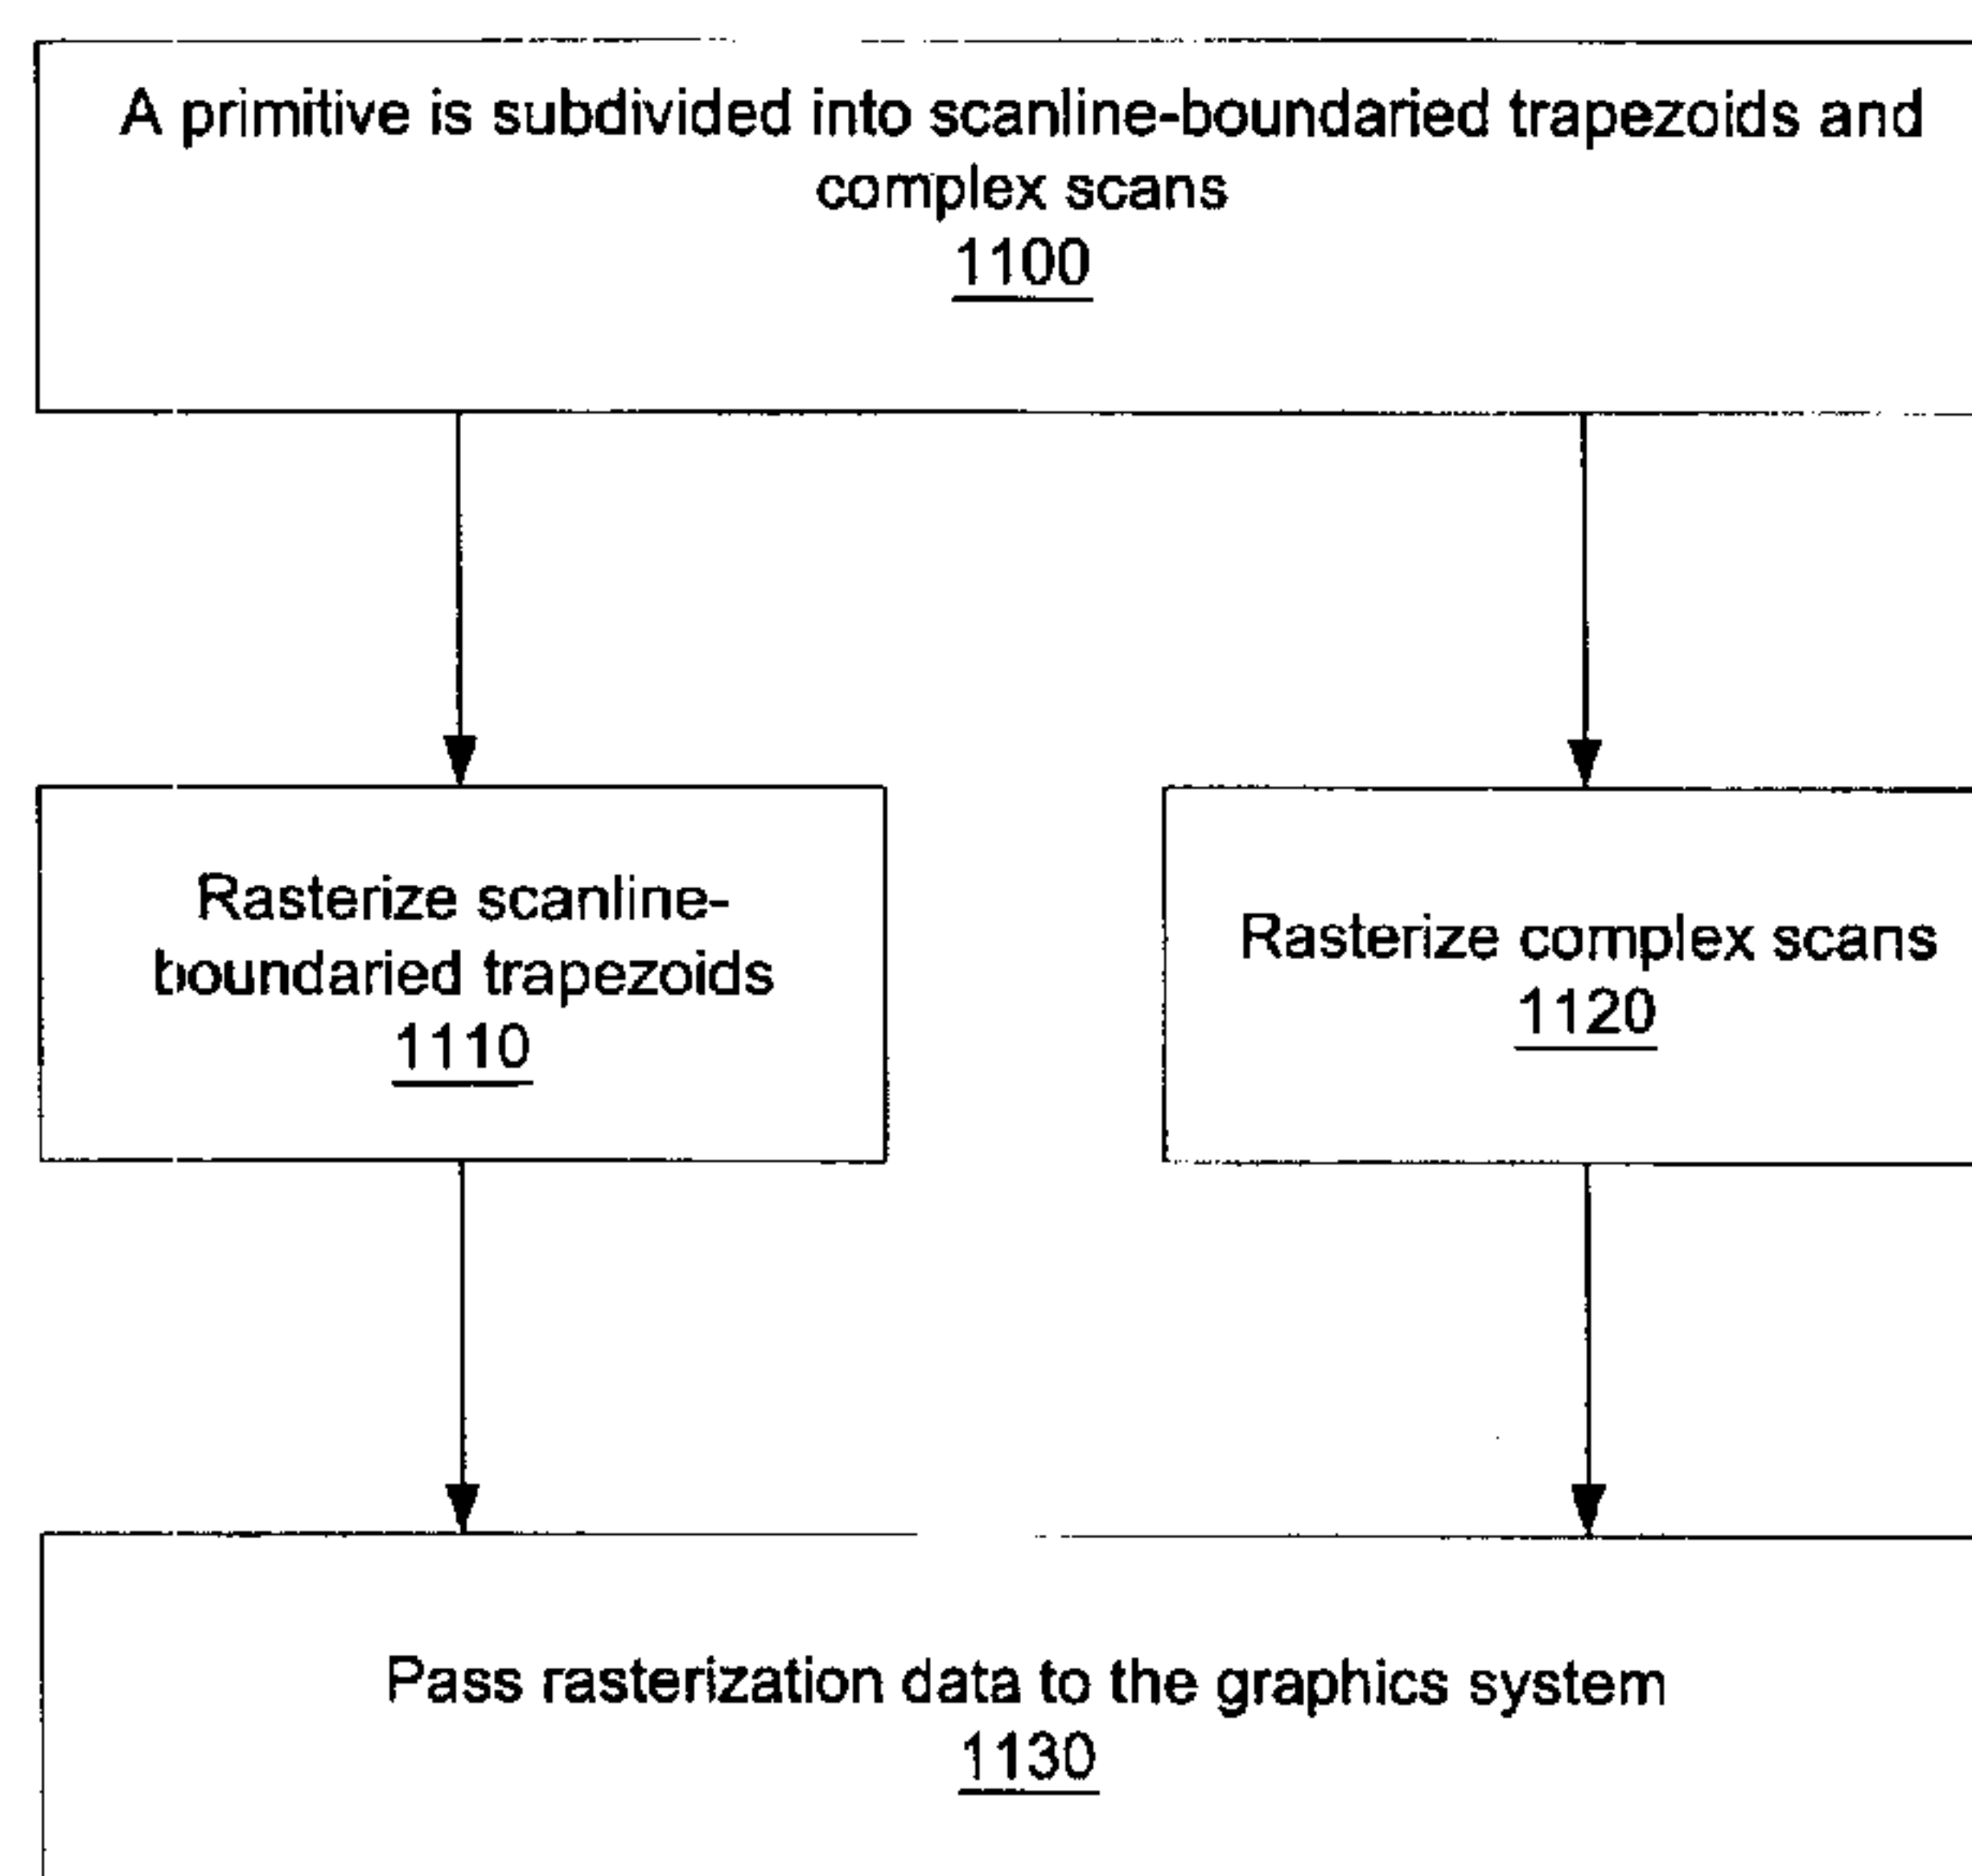 A primitive is subdivided into scanline-boundaried trapezoids and
complex scans
1100
Rasterize scanline-
boundaried trapezoids
1110
Rasterize complex scans
1120
Pass rasterization data to the graphics system
1130